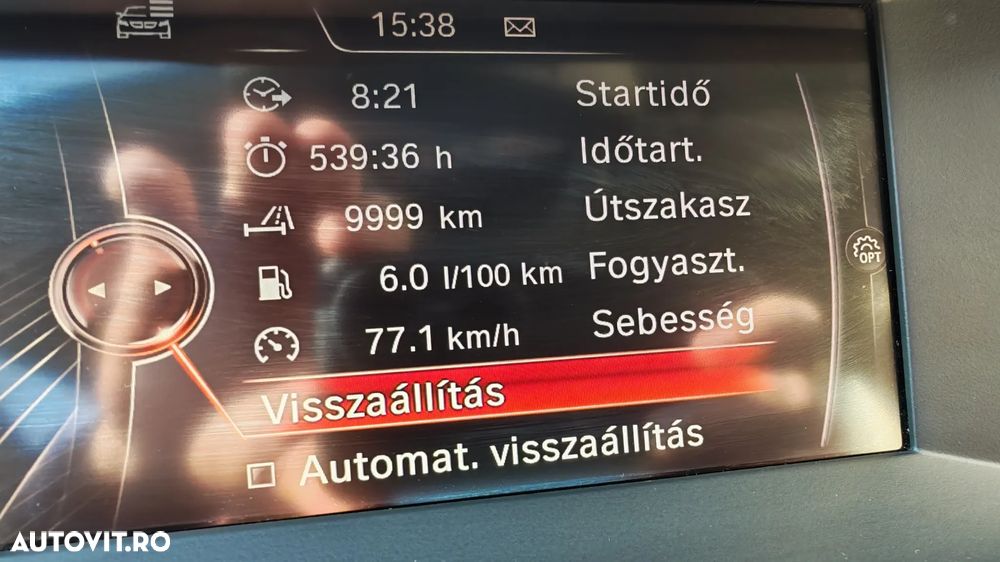 15:38
8:21 Startidő
539:36 h Időtart.
9999 km Útszakasz
6.0 l/100 km Fogyaszt.
OPT
77.1 km/h Sebesség
Visszaállítás
Automat. visszaállítás
AUTOVIT.RO